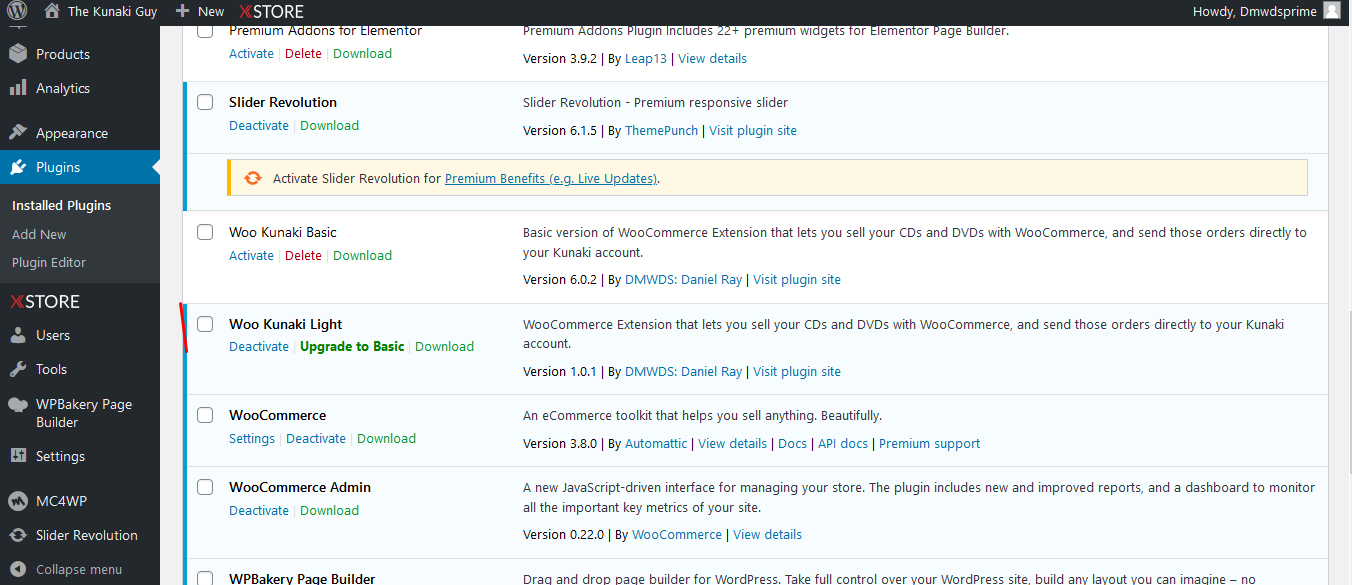 The Kunaki Guy
New
XSTORE
Howdy, Dmwdsprime
Products
Analytics
Appearance
Plugins
Installed Plugins
Add New
Plugin Editor
XSTORE
Users
Tools
WPBakery Page
Builder
Settings
MC4WP
Slider Revolution
Collapse menu
Premium Addons for Elementor
Activate | Delete | Download
Premium Addons Plugin Includes 22+ premium widgets for Elementor Page Builder.
Version 3.9.2 | By Leap13 | View details
Slider Revolution
Deactivate | Download
Slider Revolution - Premium responsive slider
Version 6.1.5 | By ThemePunch | Visit plugin site
Activate Slider Revolution for Premium Benefits (e.g. Live Updates).
Woo Kunaki Basic
Activate | Delete | Download
Basic version of WooCommerce Extension that lets you sell your CDs and DVDs with WooCommerce, and send those orders directly to
your Kunaki account.
Version 6.0.2 | By DMWDS: Daniel Ray | Visit plugin site
Woo Kunaki Light
Deactivate | Upgrade to Basic | Download
WooCommerce Extension that lets you sell your CDs and DVDs with WooCommerce, and send those orders directly to your Kunaki
account.
Version 1.0.1 | By DMWDS: Daniel Ray | Visit plugin site
WooCommerce
Settings | Deactivate | Download
An eCommerce toolkit that helps you sell anything. Beautifully.
Version 3.8.0 | By Automattic | View details | Docs | API docs | Premium support
WooCommerce Admin
Deactivate | Download
A new JavaScript-driven interface for managing your store. The plugin includes new and improved reports, and a dashboard to monitor
all the important key metrics of your site.
Version 0.22.0 | By WooCommerce | View details
WPBakery Page Builder
Drag and drop page builder for WordPress. Take full control over your WordPress site, build any layout you can imagine – no